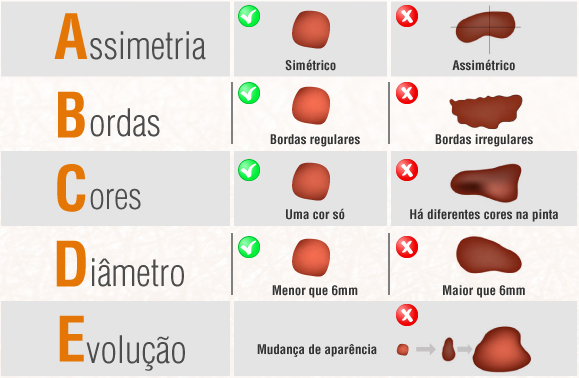 Assimetria
Simétrico
Assimétrico
Bordas
Bordas regulares
Bordas irregulares
Cores
Uma cor só
Há diferentes cores na pinta
Diâmetro
Menor que 6mm
Maior que 6mm
Evolução
Mudança de aparência